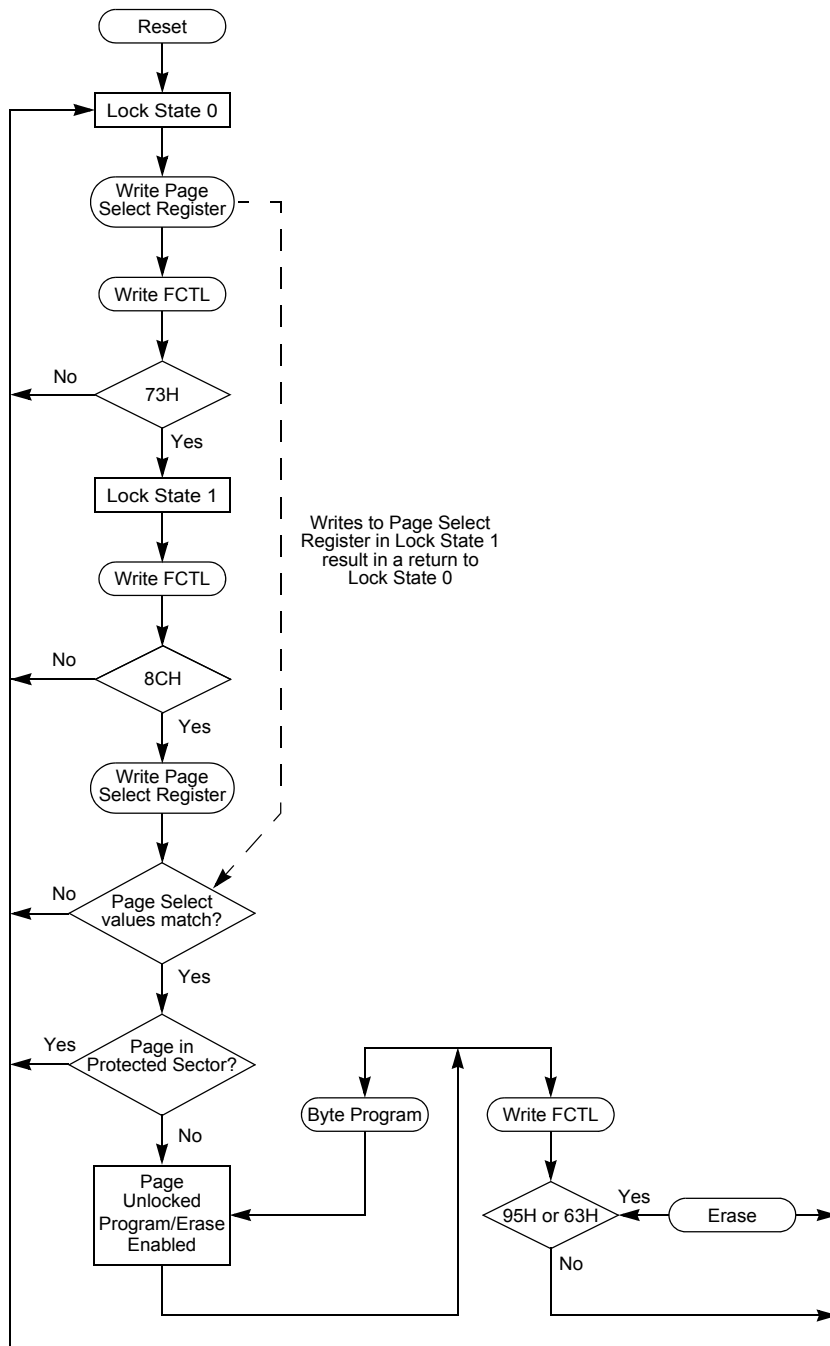 Reset
Lock State 0
Write Page
Select Register
Write FCTL
No
73H
Yes
Lock State 1
Writes to Page Select
Register in Lock State 1
result in a return to
Lock State 0
Write FCTL
No
8CH
Yes
Write Page
Select Register
No
Page Select
values match?
Yes
Yes
Page in
Protected Sector?
No
Byte Program
Write FCTL
Page
Unlocked
Program/Erase
Enabled
95H or 63H
Yes
Erase
No